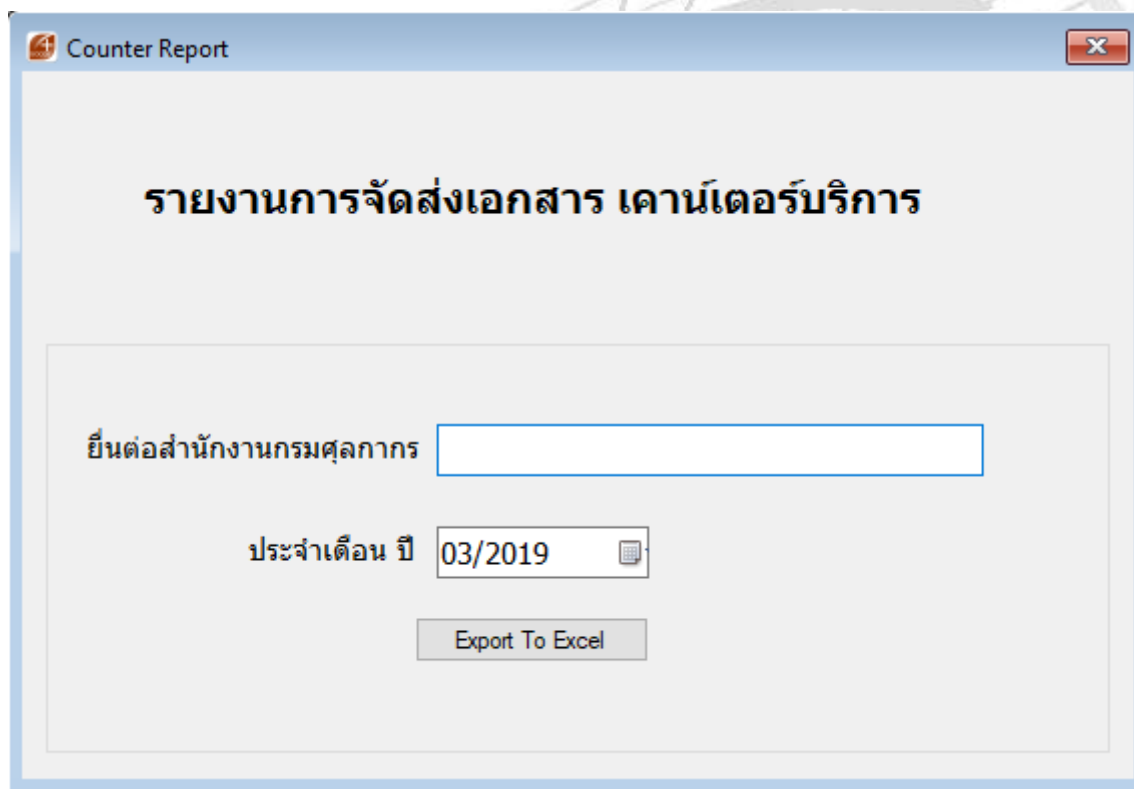 Counter Report
รายงานการจัดส่งเอกสาร เคาน์เตอร์บริการ
ยื่นต่อสำนักงานกรมศุลกากร
ประจำเดือน ปี 03/2019
Export To Excel